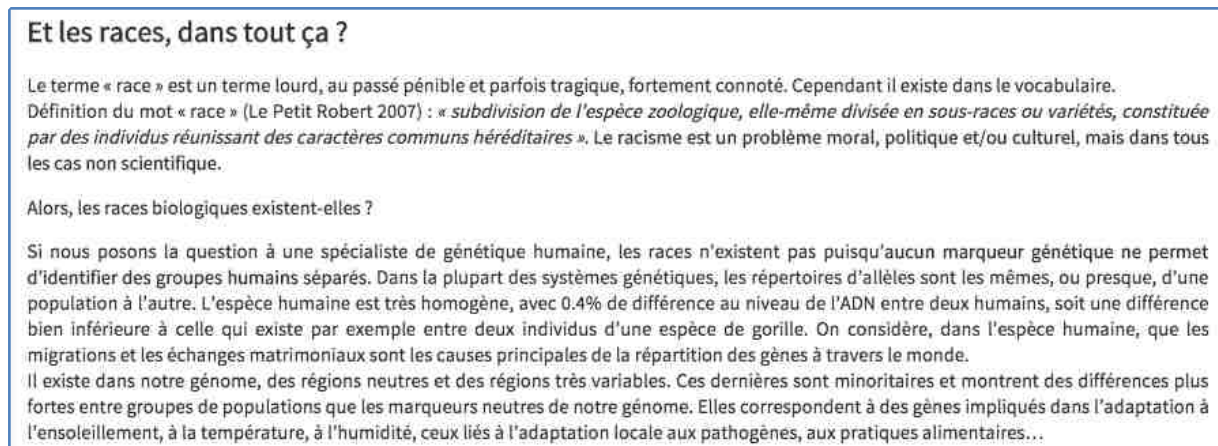 Et les races, dans tout ça ?
Le terme « race » est un terme lourd, au passé pénible et parfois tragique, fortement connoté. Cependant il existe dans le vocabulaire.
Définition du mot « race » (Le Petit Robert 2007) : « subdivision de l'espèce zoologique, elle-même divisée en sous-races ou variétés, constituée
par des individus réunissant des caractères communs héréditaires ». Le racisme est un problème moral, politique et/ou culturel, mais dans tous
les cas non scientifique.
Alors, les races biologiques existent-elles ?
Si nous posons la question à une spécialiste de génétique humaine, les races n'existent pas puisqu'aucun marqueur génétique ne permet
d'identifier des groupes humains séparés. Dans la plupart des systèmes génétiques, les répertoires d'allèles sont les mêmes, ou presque, d'une
population à l'autre. L'espèce humaine est très homogène, avec 0.4% de différence au niveau de l'ADN entre deux humains, soit une différence
bien inférieure à celle qui existe par exemple entre deux individus d'une espèce de gorille. On considère, dans l'espèce humaine, que les
migrations et les échanges matrimoniaux sont les causes principales de la répartition des gènes à travers le monde.
Il existe dans notre génome, des régions neutres et des régions très variables. Ces dernières sont minoritaires et montrent des différences plus
fortes entre groupes de populations que les marqueurs neutres de notre génome. Elles correspondent à des gènes impliqués dans l'adaptation à
l'ensoleillement, à la température, à l'humidité, ceux liés à l'adaptation locale aux pathogènes, aux pratiques alimentaires…